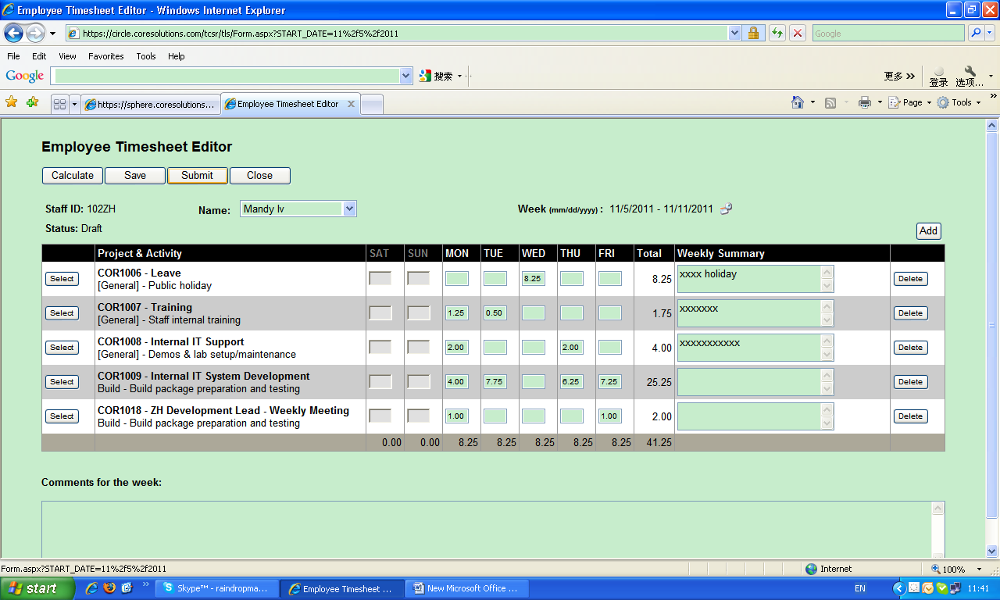 Employee Timesheet Editor - Windows Internet Explorer
https://circle.coresolutions.com/tcsr/tls/Form.aspx?START_DATE=11%2f5%2f2011
Google
File Edit View Favorites Tools Help
Google 搜索 更多 » 登录 选项...
https://sphere.coresolutions... Employee Timesheet Editor X Page Tools »
Employee Timesheet Editor
Calculate Save Submit Close
Staff ID: 102ZH Name: Mandy lv Week (mm/dd/yyyy) : 11/5/2011 - 11/11/2011
Status: Draft
Add
Project & Activity SAT SUN MON TUE WED THU FRI Total Weekly Summary
Select COR1006 - Leave 8.25 8.25 xxxx holiday Delete
[General] - Public holiday
Select COR1007 - Training 1.25 0.50 1.75 xxxxxxx Delete
[General] - Staff internal training
Select COR1008 - Internal IT Support 2.00 2.00 4.00 xxxxxxxxxxx Delete
[General] - Demos & lab setup/maintenance
Select COR1009 - Internal IT System Development 4.00 7.75 6.25 7.25 25.25 Delete
Build - Build package preparation and testing
Select COR1018 - ZH Development Lead - Weekly Meeting 1.00 1.00 2.00 Delete
Build - Build package preparation and testing
0.00 0.00 8.25 8.25 8.25 8.25 8.25 41.25
Comments for the week:
Form.aspx?START_DATE=11%2f5%2f2011 Internet 100%
start » Skype™ - raindropma... Employee Timesheet ... New Microsoft Office ... EN 11:41